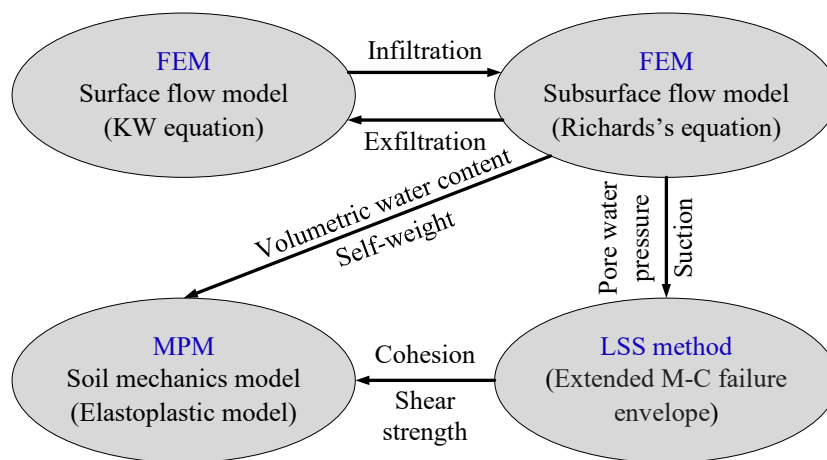 FEM
Surface flow model
(KW equation)
Infiltration
Exfiltration
FEM
Subsurface flow model
(Richards's equation)
Volumetric water content
Self-weight
Pore water
pressure
Suction
MPM
Soil mechanics model
(Elastoplastic model)
Cohesion
Shear
strength
LSS method
(Extended M-C failure
envelope)